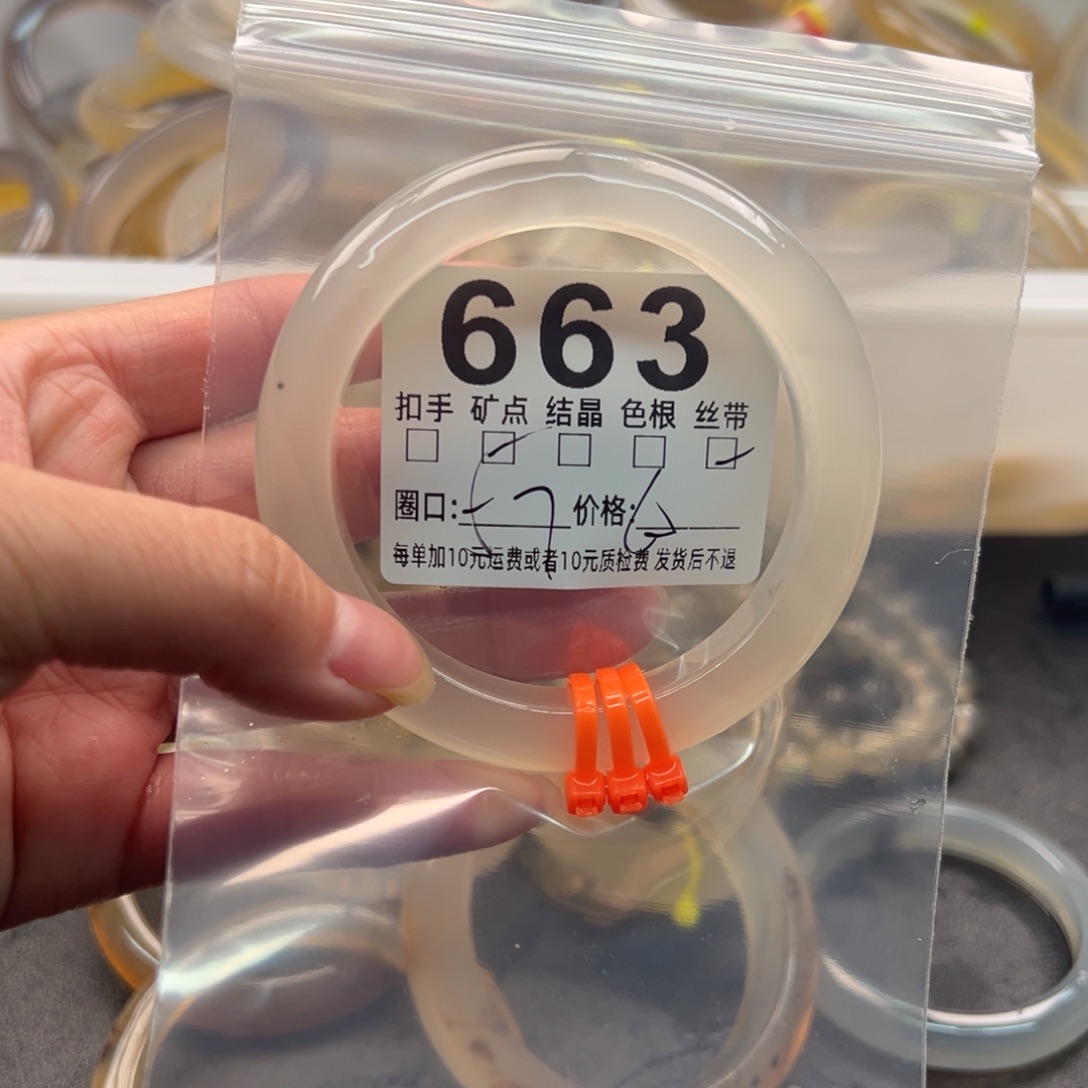 663
扣手 矿点 结晶 色根 丝带
圈口: 57 价格:
每单加10元运费或者10元质检费 发货后不退